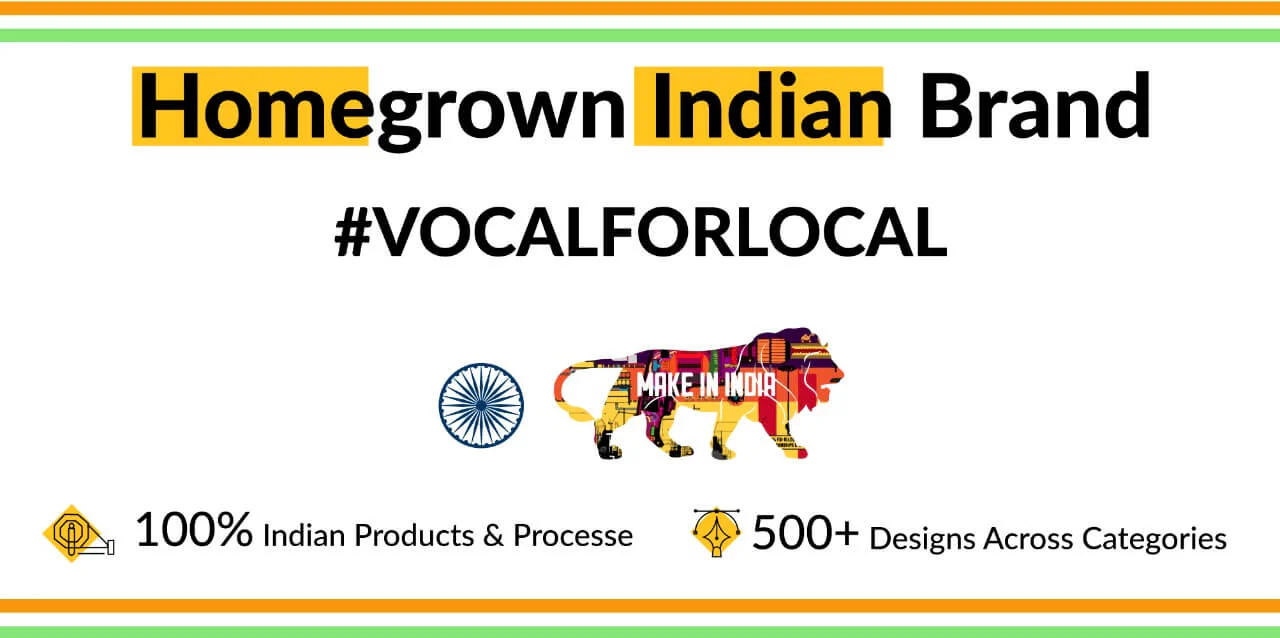 Homegrown Indian Brand
#VOCALFORLOCAL
MAKE IN INDIA
100% Indian Products & Processe
500+ Designs Across Categories